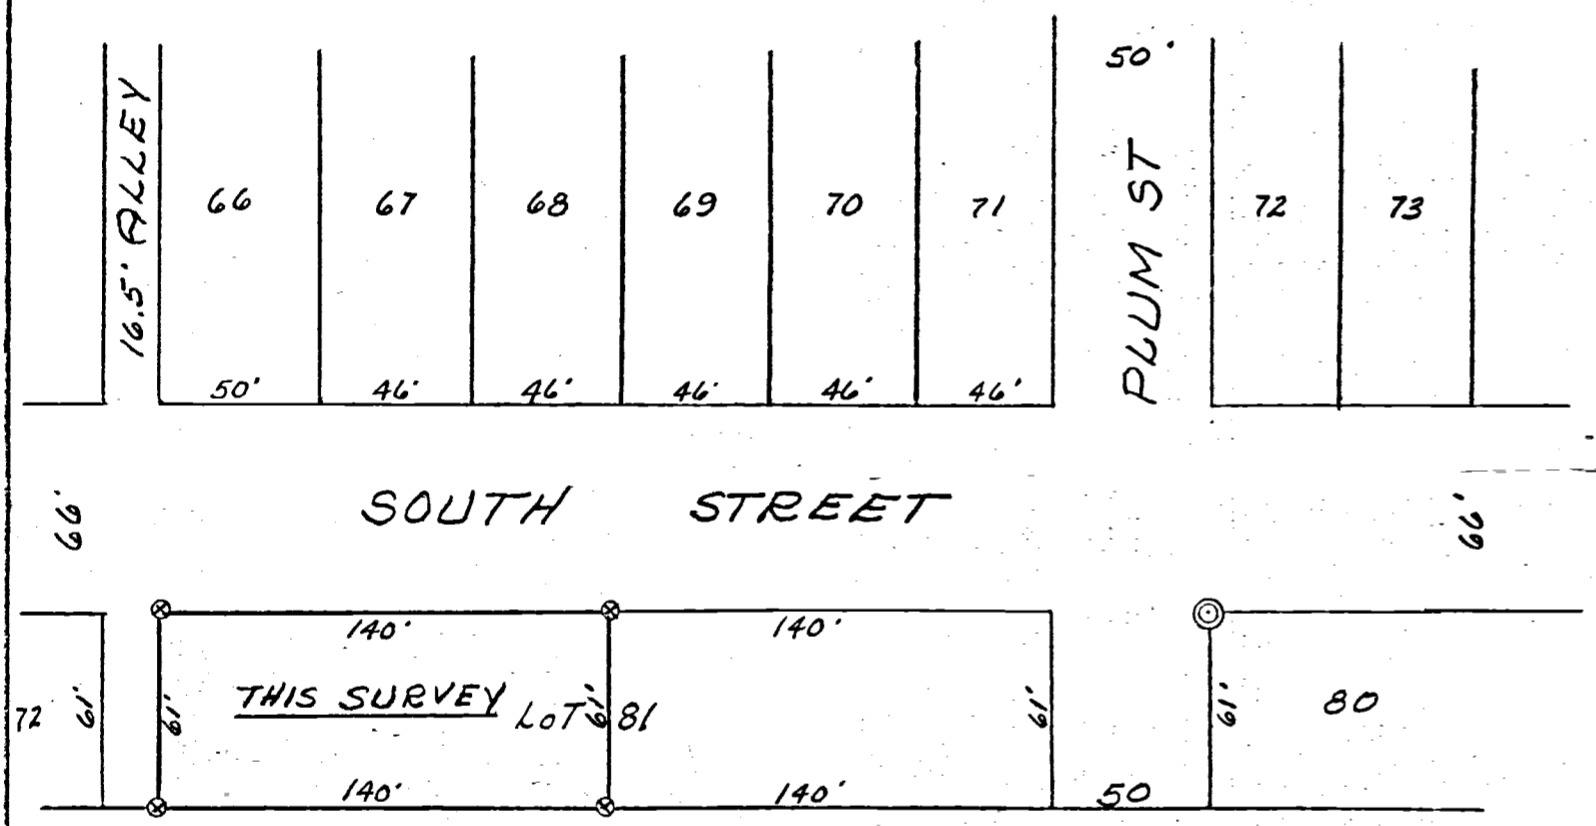 50'
16.5' ALLEY
66 67 68 69 70 71
PLUM ST
72 73
50' 46' 46' 46' 46' 46'
66'
SOUTH STREET
66'
140' 140'
72 61' 61' THIS SURVEY LOT 61' 81 61' 61' 80
140' 140' 50